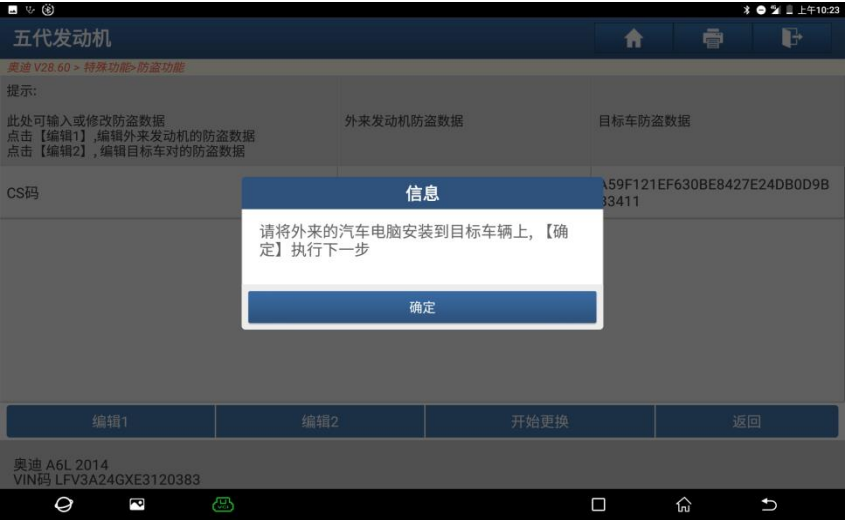 上午10:23
五代发动机
奥迪 V28.60 > 特殊功能>防盗功能
提示:
此处可输入或修改防盗数据
点击【编辑1】,编辑外来发动机的防盗数据
点击【编辑2】, 编辑目标车对的防盗数据
外来发动机防盗数据
目标车防盗数据
CS码
59F121EF630BE8427E24DB0D9B
33411
信息
请将外来的汽车电脑安装到目标车辆上, 【确
定】执行下一步
确定
编辑1
编辑2
开始更换
返回
奥迪 A6L 2014
VIN码 LFV3A24GXE3120383